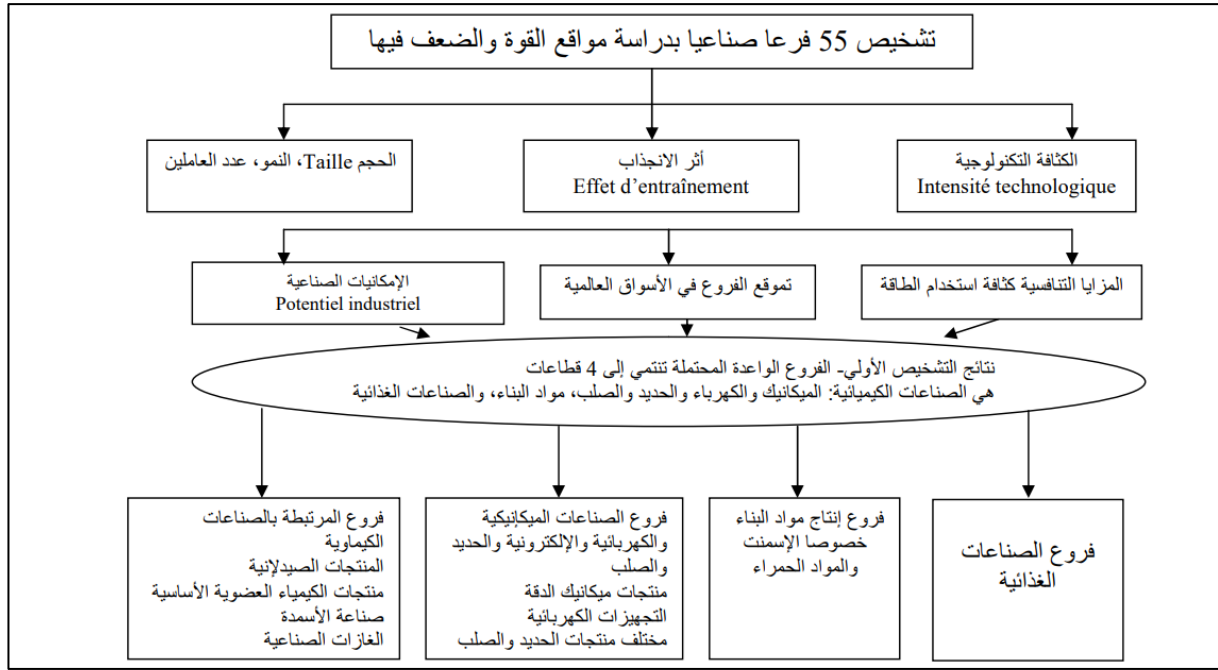 تشخيص 55 فرعا صناعيا بدراسة مواقع القوة والضعف فيها
الكثافة التكنولوجية
Intensité technologique
أثر الانجذاب
Effet d’entraînement
الحجم Taille، النمو، عدد العاملين
المزايا التنافسية كثافة استخدام الطاقة
تموقع الفروع في الأسواق العالمية
الإمكانيات الصناعية
Potentiel industriel
نتائج التشخيص الأولي- الفروع الواعدة المحتملة تنتمي إلى 4 قطاعات
هي الصناعات الكيميائية: الميكانيك والكهرباء والحديد والصلب، مواد البناء، والصناعات الغذائية
فروع الصناعات
الغذائية
فروع إنتاج مواد البناء
خصوصا الإسمنت
والمواد الحمراء
فروع الصناعات الميكانيكية
والكهربائية والإلكترونية والحديد
والصلب
منتجات ميكانيك الدقة
التجهيزات الكهربائية
مختلف منتجات الحديد والصلب
فروع المرتبطة بالصناعات
الكيماوية
المنتجات الصيدلانية
منتجات الكيمياء العضوية الأساسية
صناعة الأسمدة
الغازات الصناعية